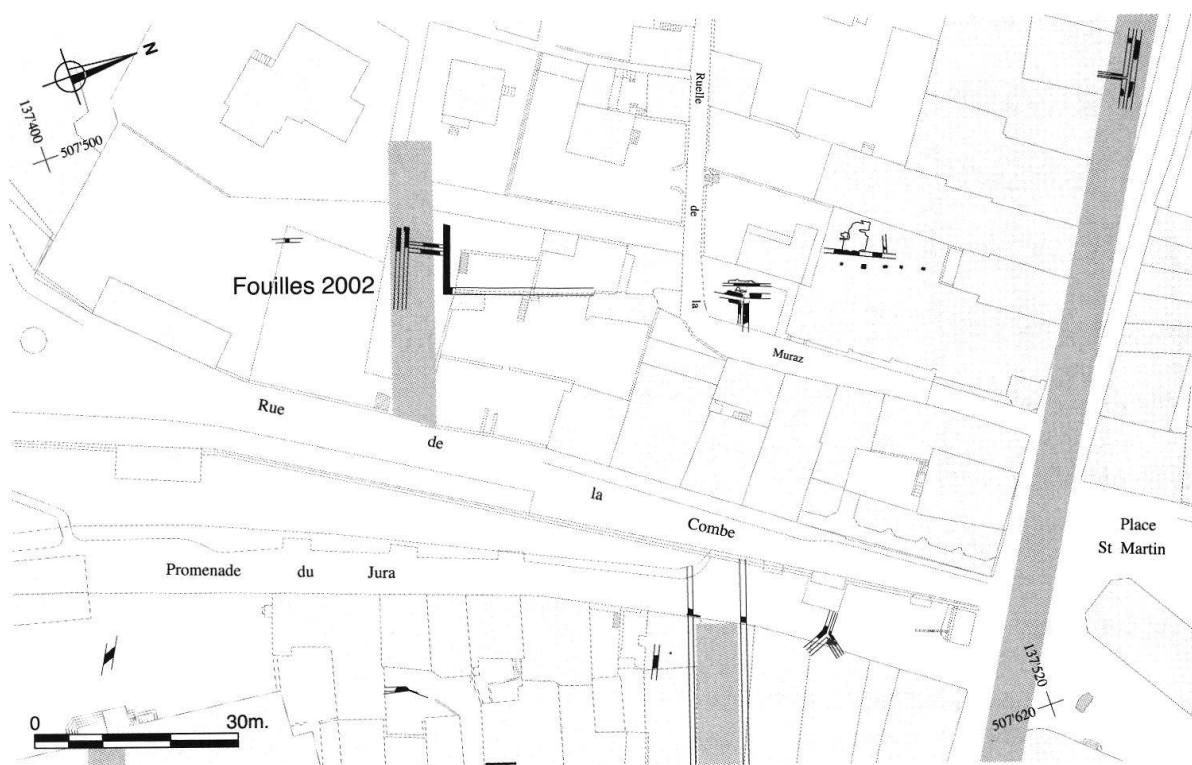 N
137'400
507'500
Ruelle
de
la
Muraz
Fouilles 2002
Rue
de
la
Combe
Place
St Martin
Promenade
du
Jura
137'520
507'620
0
30m.